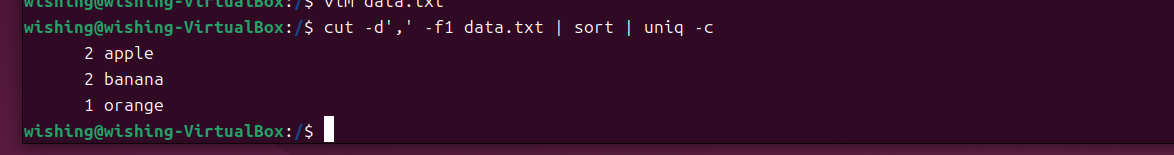 wishing@wishing-VirtualBox:/$ vim data.txt
wishing@wishing-VirtualBox:/$ cut -d',' -f1 data.txt | sort | uniq -c
      2 apple
      2 banana
      1 orange
wishing@wishing-VirtualBox:/$